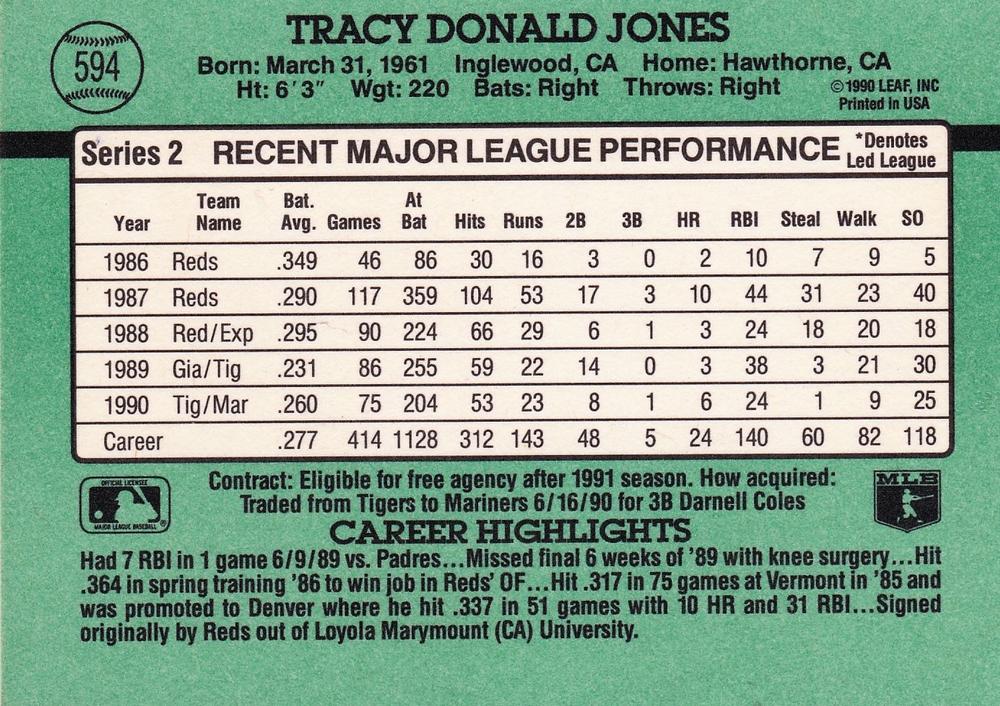 TRACY DONALD JONES
594
Born: March 31, 1961 Inglewood, CA Home: Hawthorne, CA
Ht: 6'3" Wgt: 220 Bats: Right Throws: Right
©1990 LEAF, INC
Printed in USA
Series 2 RECENT MAJOR LEAGUE PERFORMANCE *Denotes Led League
Year Team Name Bat. Avg. Games At Bat Hits Runs 2B 3B HR RBI Steal Walk SO
1986 Reds .349 46 86 30 16 3 0 2 10 7 9 5
1987 Reds .290 117 359 104 53 17 3 10 44 31 23 40
1988 Red/Exp .295 90 224 66 29 6 1 3 24 18 20 18
1989 Gia/Tig .231 86 255 59 22 14 0 3 38 3 21 30
1990 Tig/Mar .260 75 204 53 23 8 1 6 24 1 9 25
Career .277 414 1128 312 143 48 5 24 140 60 82 118
OFFICIAL LICENSEE
MAJOR LEAGUE BASEBALL
®
Contract: Eligible for free agency after 1991 season. How acquired:
Traded from Tigers to Mariners 6/16/90 for 3B Darnell Coles
MLB
CAREER HIGHLIGHTS
Had 7 RBI in 1 game 6/9/89 vs. Padres...Missed final 6 weeks of '89 with knee surgery...Hit
.364 in spring training '86 to win job in Reds' OF...Hit .317 in 75 games at Vermont in '85 and
was promoted to Denver where he hit .337 in 51 games with 10 HR and 31 RBI...Signed
originally by Reds out of Loyola Marymount (CA) University.